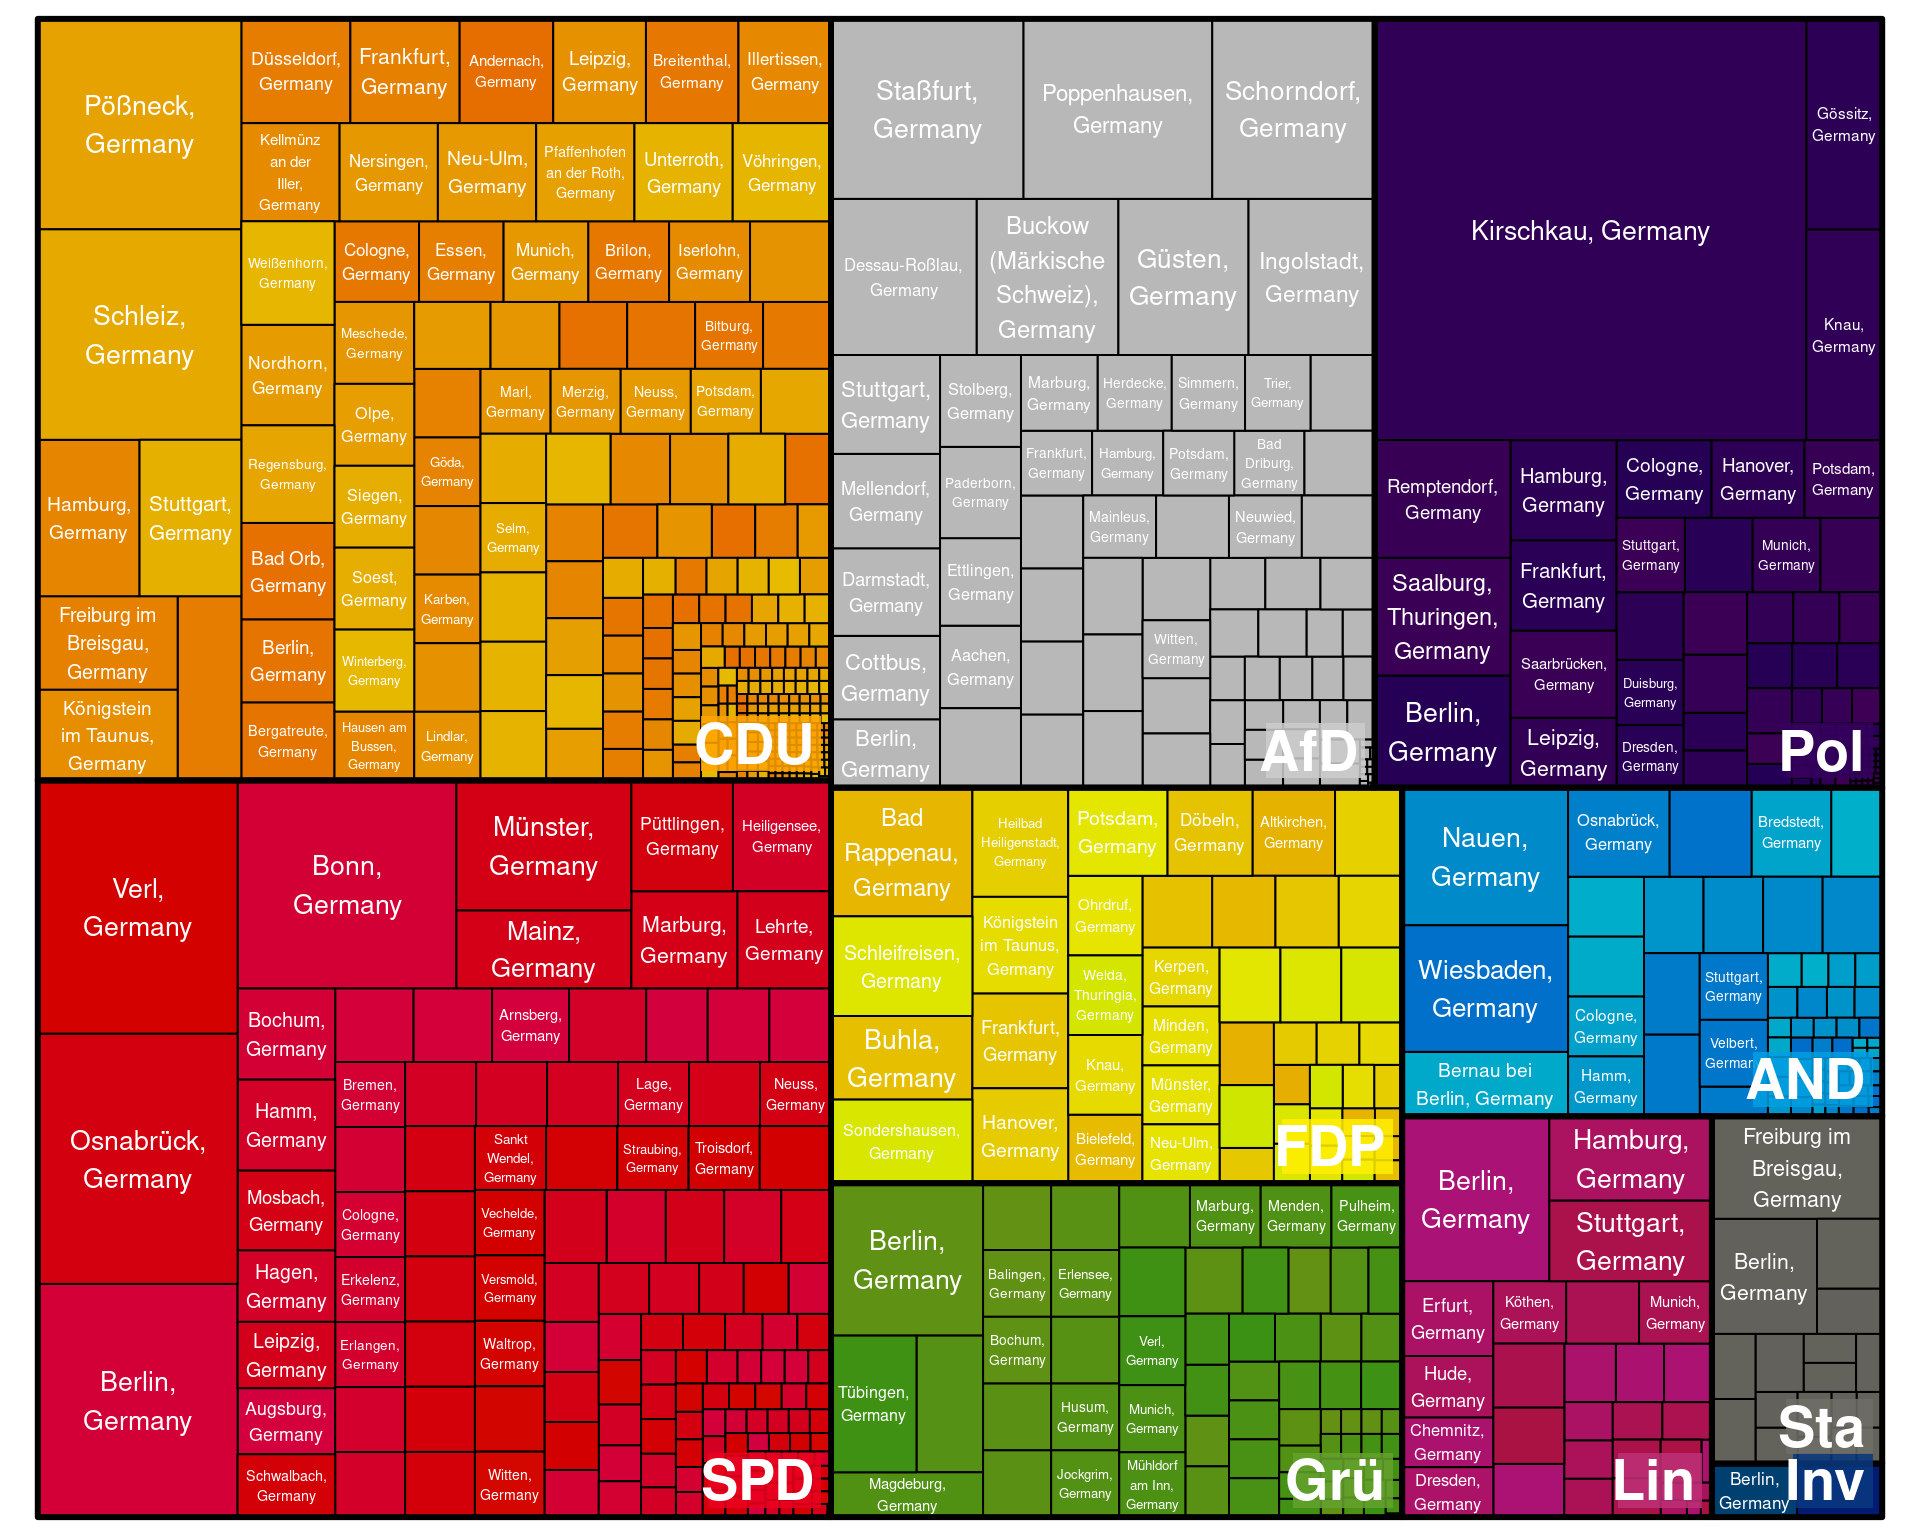 Pößneck,
Germany
Schleiz,
Germany
Hamburg,
Germany
Stuttgart,
Germany
Freiburg im
Breisgau,
Germany
Königstein
im Taunus,
Germany
Düsseldorf,
Germany
Frankfurt,
Germany
Andernach,
Germany
Leipzig,
Germany
Breitenthal,
Germany
Illertissen,
Germany
Kellmünz
an der
Iller,
Germany
Nersingen,
Germany
Neu-Ulm,
Germany
Pfaffenhofen
an der Roth,
Germany
Unterroth,
Germany
Vöhringen,
Germany
Weißenhorn,
Germany
Nordhorn,
Germany
Regensburg,
Germany
Bad Orb,
Germany
Berlin,
Germany
Bergatreute,
Germany
Cologne,
Germany
Essen,
Germany
Munich,
Germany
Brilon,
Germany
Iserlohn,
Germany
Meschede,
Germany
Olpe,
Germany
Siegen,
Germany
Soest,
Germany
Winterberg,
Germany
Hausen am
Bussen,
Germany
Bitburg,
Germany
Marl,
Germany
Merzig,
Germany
Neuss,
Germany
Potsdam,
Germany
Göda,
Germany
Karben,
Germany
Lindlar,
Germany
Selm,
Germany
CDU
Staßfurt,
Germany
Poppenhausen,
Germany
Schorndorf,
Germany
Dessau-Roßlau,
Germany
Buckow
(Märkische
Schweiz),
Germany
Güsten,
Germany
Ingolstadt,
Germany
Stuttgart,
Germany
Mellendorf,
Germany
Darmstadt,
Germany
Cottbus,
Germany
Berlin,
Germany
Stolberg,
Germany
Paderborn,
Germany
Ettlingen,
Germany
Aachen,
Germany
Marburg,
Germany
Herdecke,
Germany
Simmern,
Germany
Trier,
Germany
Frankfurt,
Germany
Hamburg,
Germany
Potsdam,
Germany
Bad
Driburg,
Germany
Mainleus,
Germany
Neuwied,
Germany
Witten,
Germany
AfD
Kirschkau, Germany
Gössitz,
Germany
Knau,
Germany
Remptendorf,
Germany
Saalburg,
Thuringen,
Germany
Berlin,
Germany
Hamburg,
Germany
Frankfurt,
Germany
Saarbrücken,
Germany
Leipzig,
Germany
Cologne,
Germany
Hanover,
Germany
Potsdam,
Germany
Stuttgart,
Germany
Munich,
Germany
Duisburg,
Germany
Dresden,
Germany
Pol
Verl,
Germany
Osnabrück,
Germany
Berlin,
Germany
Bonn,
Germany
Münster,
Germany
Mainz,
Germany
Püttlingen,
Germany
Heiligensee,
Germany
Marburg,
Germany
Lehrte,
Germany
Bochum,
Germany
Hamm,
Germany
Mosbach,
Germany
Hagen,
Germany
Leipzig,
Germany
Augsburg,
Germany
Schwalbach,
Germany
Arnsberg,
Germany
Bremen,
Germany
Lage,
Germany
Neuss,
Germany
Sankt
Wendel,
Germany
Straubing,
Germany
Troisdorf,
Germany
Cologne,
Germany
Erkelenz,
Germany
Erlangen,
Germany
Vechelde,
Germany
Versmold,
Germany
Waltrop,
Germany
Witten,
Germany
SPD
Bad
Rappenau,
Germany
Schleifreisen,
Germany
Buhla,
Germany
Sondershausen,
Germany
Heilbad
Heiligenstadt,
Germany
Königstein
im Taunus,
Germany
Frankfurt,
Germany
Hanover,
Germany
Potsdam,
Germany
Döbeln,
Germany
Altkirchen,
Germany
Ohrdruf,
Germany
Weida,
Thuringia,
Germany
Knau,
Germany
Bielefeld,
Germany
Kerpen,
Germany
Minden,
Germany
Münster,
Germany
Neu-Ulm,
Germany
FDP
Nauen,
Germany
Wiesbaden,
Germany
Bernau bei
Berlin, Germany
Osnabrück,
Germany
Bredstedt,
Germany
Cologne,
Germany
Hamm,
Germany
Stuttgart,
Germany
Velbert,
Germany
AND
Berlin,
Germany
Tübingen,
Germany
Magdeburg,
Germany
Marburg,
Germany
Menden,
Germany
Pulheim,
Germany
Balingen,
Germany
Erlensee,
Germany
Bochum,
Germany
Verl,
Germany
Husum,
Germany
Munich,
Germany
Jockgrim,
Germany
Mühldorf
am Inn,
Germany
Grü
Berlin,
Germany
Hamburg,
Germany
Stuttgart,
Germany
Erfurt,
Germany
Hude,
Germany
Chemnitz,
Germany
Dresden,
Germany
Köthen,
Germany
Munich,
Germany
Lin
Freiburg im
Breisgau,
Germany
Berlin,
Germany
Sta
Berlin,
Germany
Inv